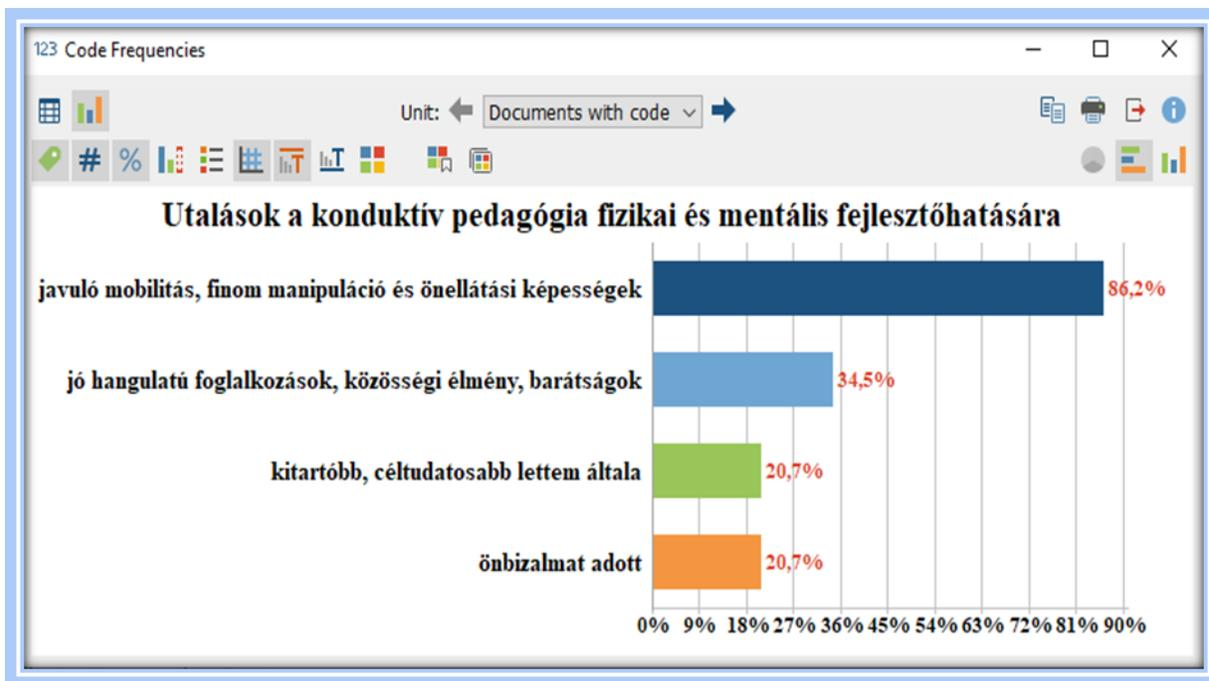 123 Code Frequencies
Unit: Documents with code
Utalások a konduktív pedagógia fizikai és mentális fejlesztőhatására
javuló mobilitás, finom manipuláció és önellátási képességek 86,2%
jó hangulatú foglalkozások, közösségi élmény, barátságok 34,5%
kitartóbb, céltudatosabb lettem általa 20,7%
önbizalmat adott 20,7%
0% 9% 18% 27% 36% 45% 54% 63% 72% 81% 90%